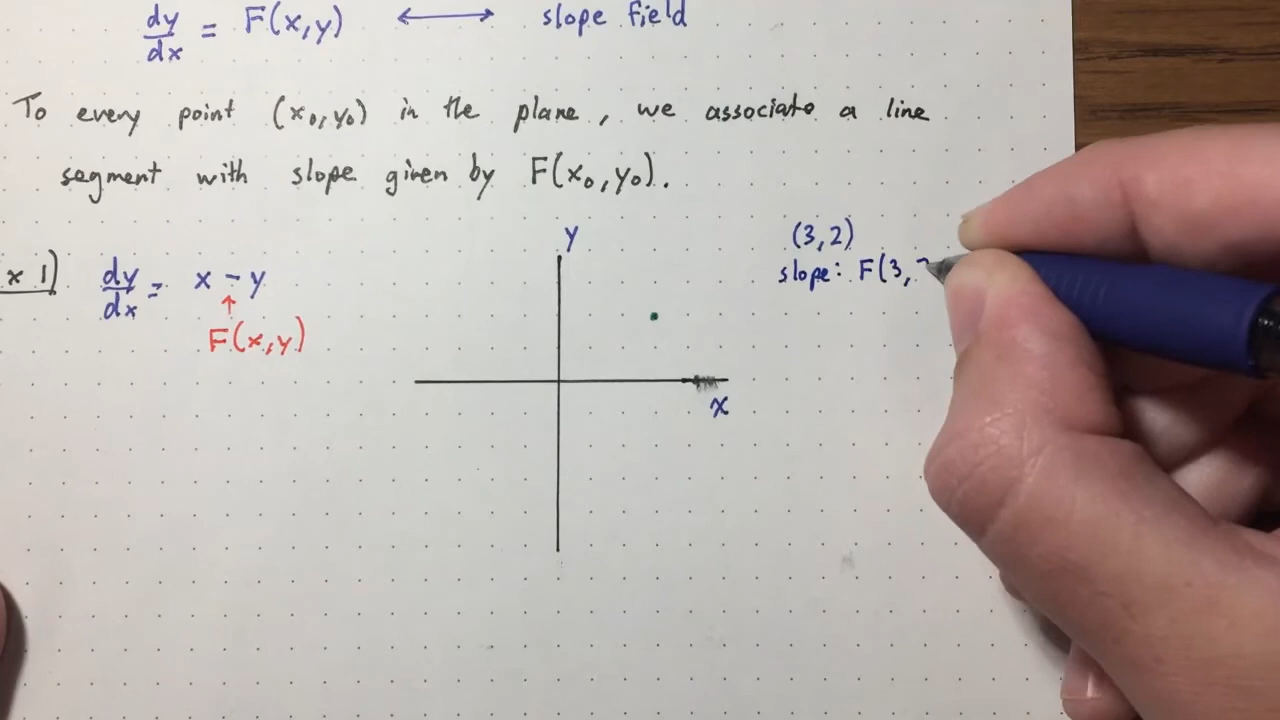 dy/dx = F(x,y) ⟷ slope field
To every point (x₀,y₀) in the plane, we associate a line
segment with slope given by F(x₀,y₀).
x 1) dy/dx = x - y
↑
F(x,y)
y
x
(3,2)
slope: F(3,